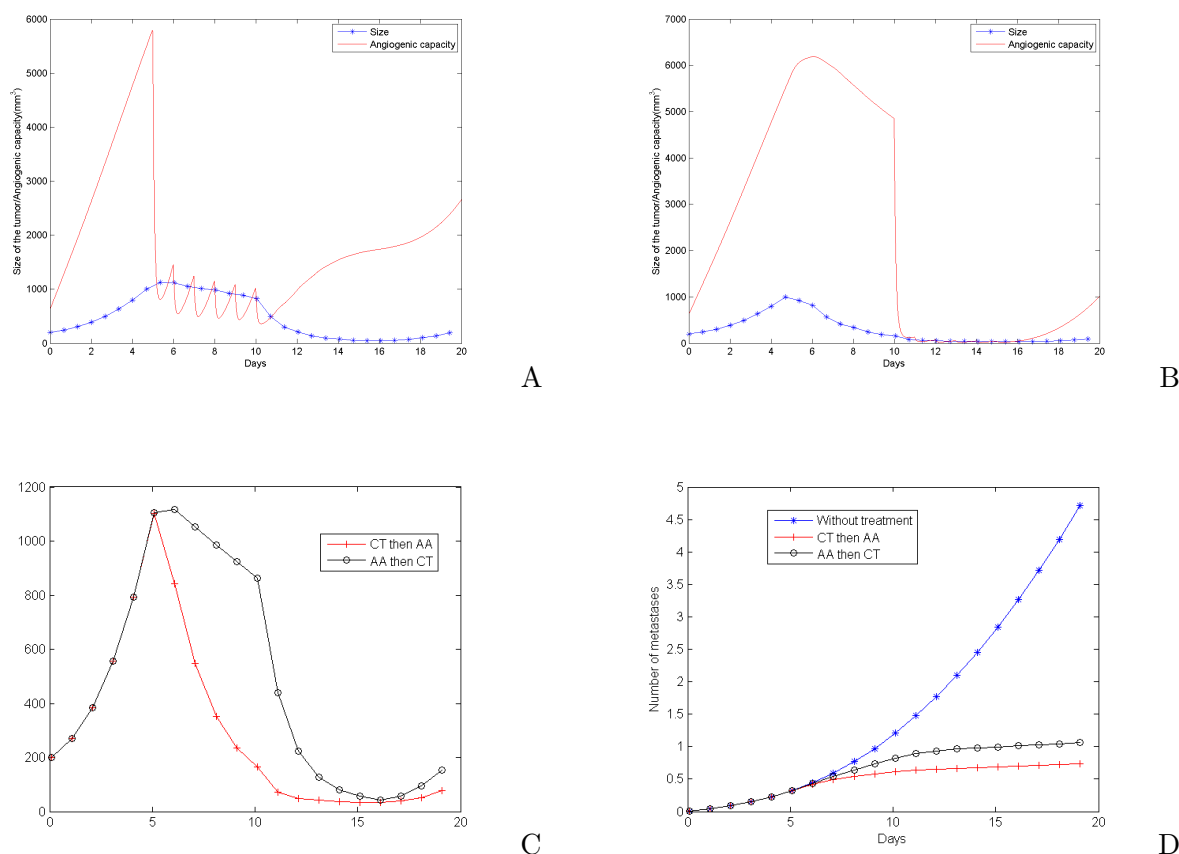 6000
5000
4000
3000
2000
1000
0
Size of the tumor/Angiogenic capacity(mm³)
Size
Angiogenic capacity
0 2 4 6 8 10 12 14 16 18 20
Days
A
7000
6000
5000
4000
3000
2000
1000
0
Size of the tumor/Angiogenic capacity(mm³)
Size
Angiogenic capacity
0 2 4 6 8 10 12 14 16 18 20
Days
B
1200
1000
800
600
400
200
0
CT then AA
AA then CT
0 5 10 15 20
C
5
4.5
4
3.5
3
2.5
2
1.5
1
0.5
0
Number of metastases
Without treatment
CT then AA
AA then CT
0 5 10 15 20
Days
D